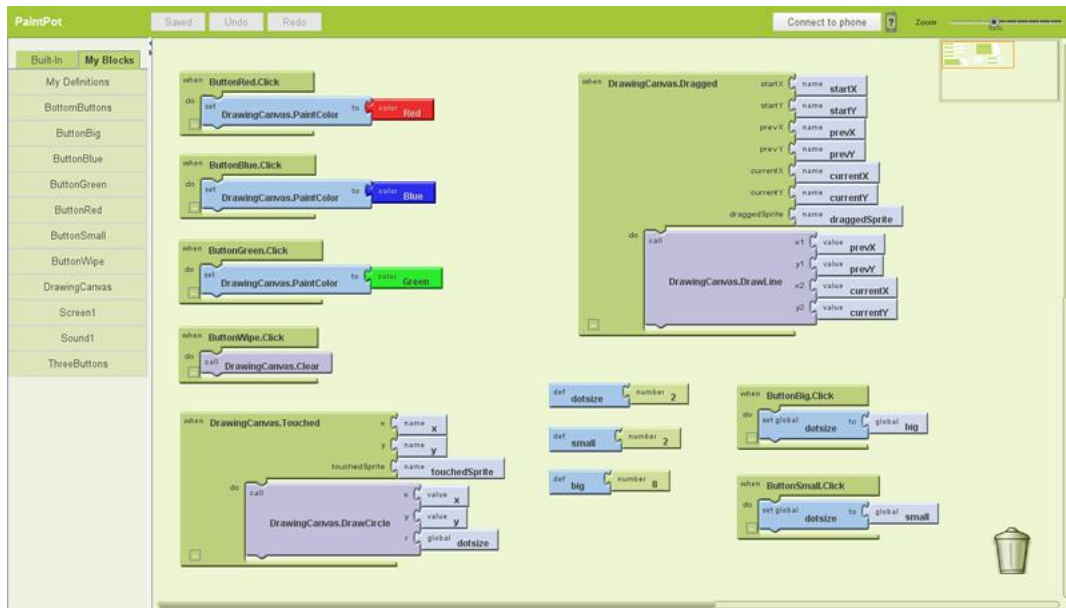 PaintPot
Saved Undo Redo
Connect to phone ? Zoom
Built-In My Blocks
My Definitions
BottomButtons
ButtonBig
ButtonBlue
ButtonGreen
ButtonRed
ButtonSmall
ButtonWipe
DrawingCanvas
Screen1
Sound1
ThreeButtons
when ButtonRed.Click
do set DrawingCanvas.PaintColor to color Red
when ButtonBlue.Click
do set DrawingCanvas.PaintColor to color Blue
when ButtonGreen.Click
do set DrawingCanvas.PaintColor to color Green
when ButtonWipe.Click
do call DrawingCanvas.Clear
when DrawingCanvas.Touched x name x
y name y
touchedSprite name touchedSprite
do call DrawingCanvas.DrawCircle x value x
y value y
r global dotsize
when DrawingCanvas.Dragged startX name startX
startY name startY
prevX name prevX
prevY name prevY
currentX name currentX
currentY name currentY
draggedSprite name draggedSprite
do call DrawingCanvas.DrawLine x1 value prevX
y1 value prevY
x2 value currentX
y2 value currentY
def dotsize number 2
def small number 2
def big number 8
when ButtonBig.Click
do set global dotsize to global big
when ButtonSmall.Click
do set global dotsize to global small